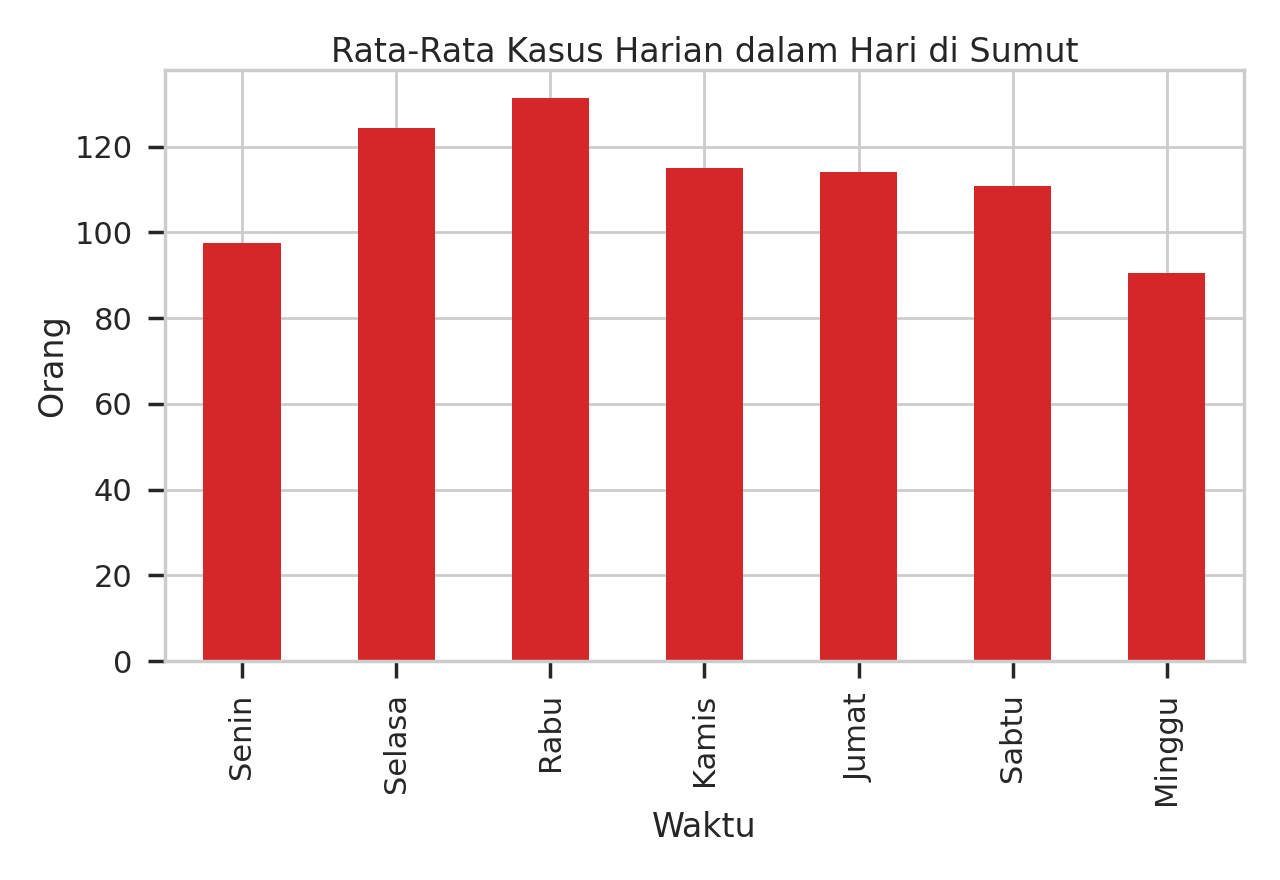 Rata-Rata Kasus Harian dalam Hari di Sumut
120
100
80
60
40
20
0
Orang
Senin
Selasa
Rabu
Kamis
Jumat
Sabtu
Minggu
Waktu